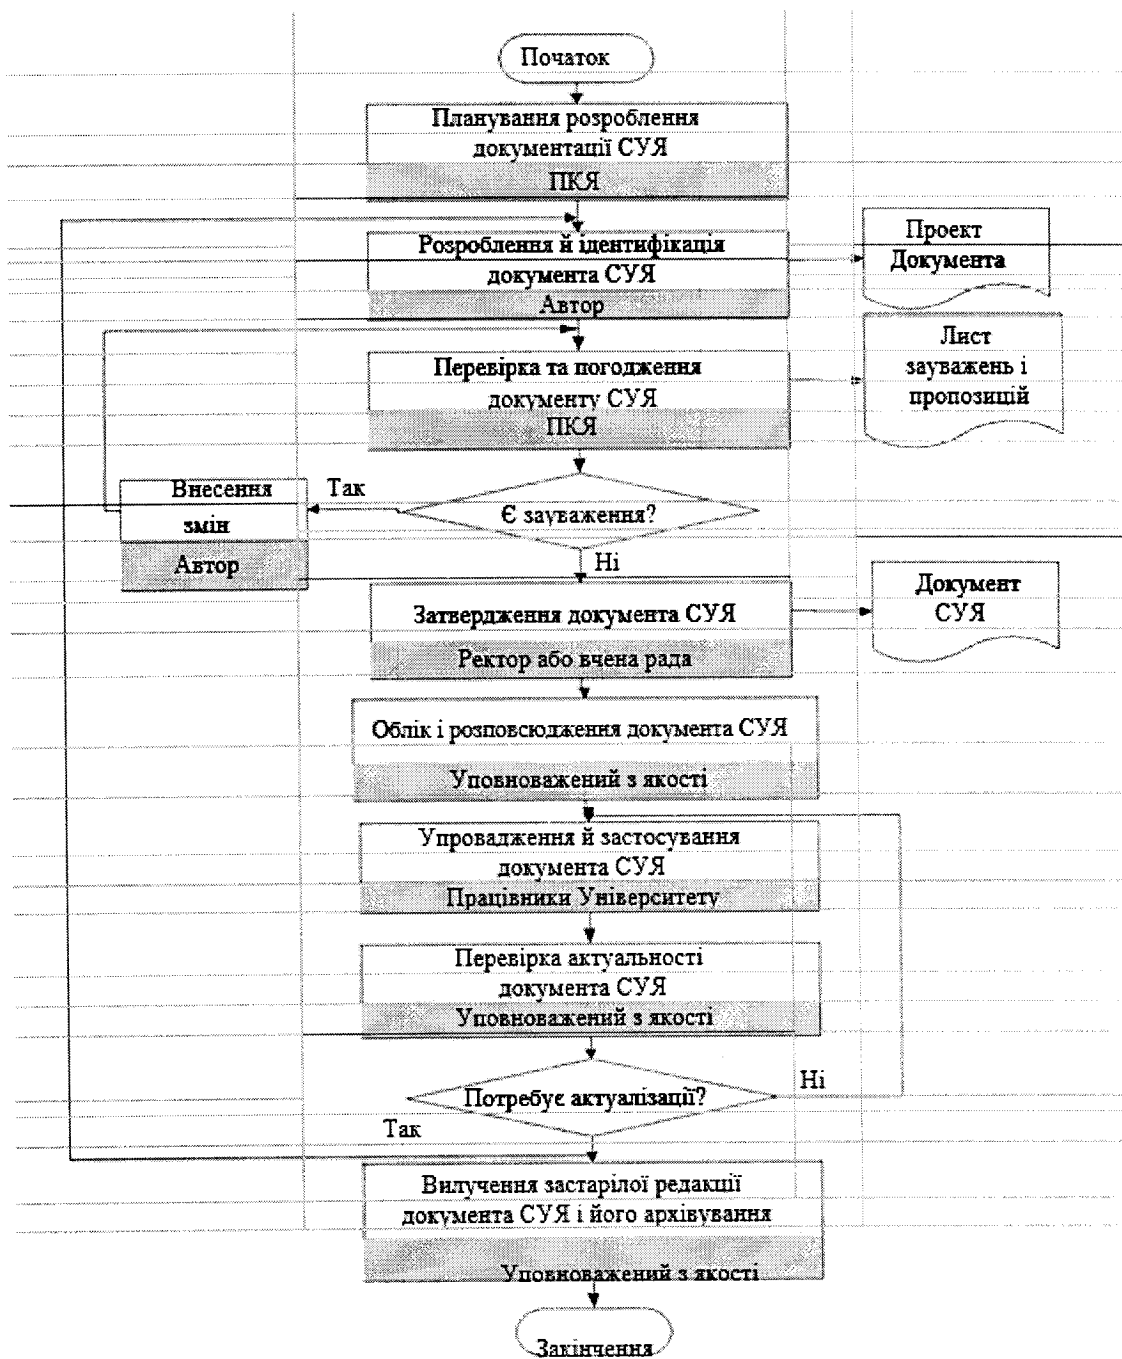 Початок
Планування розроблення
документації СУЯ
ПКЯ
Розроблення й ідентифікація
документа СУЯ
Автор
Проект
Документа
Перевірка та погодження
документу СУЯ
ПКЯ
Лист
зауважень і
пропозицій
Внесення
змін
Автор
Так
Є зауваження?
Ні
Затвердження документа СУЯ
Ректор або вчена рада
Документ
СУЯ
Облік і розповсюдження документа СУЯ
Уповноважений з якості
Упровадження й застосування
документа СУЯ
Працівники Університету
Перевірка актуальності
документа СУЯ
Уповноважений з якості
Потребує актуалізації?
Ні
Так
Вилучення застарілої редакції
документа СУЯ і його архівування
Уповноважений з якості
Закінчення